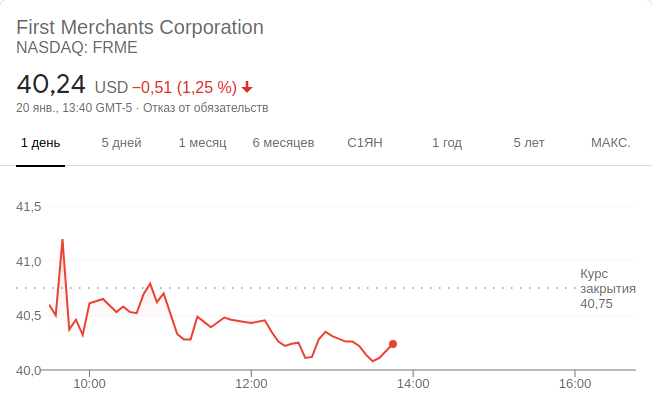 First Merchants Corporation
NASDAQ: FRME
40,24 USD −0,51 (1,25 %)
20 янв., 13:40 GMT-5 · Отказ от обязательств
1 день 5 дней 1 месяц 6 месяцев С1ЯН 1 год 5 лет МАКС.
41,5
41,0
Курс
закрытия
40,75
40,5
40,0
10:00 12:00 14:00 16:00